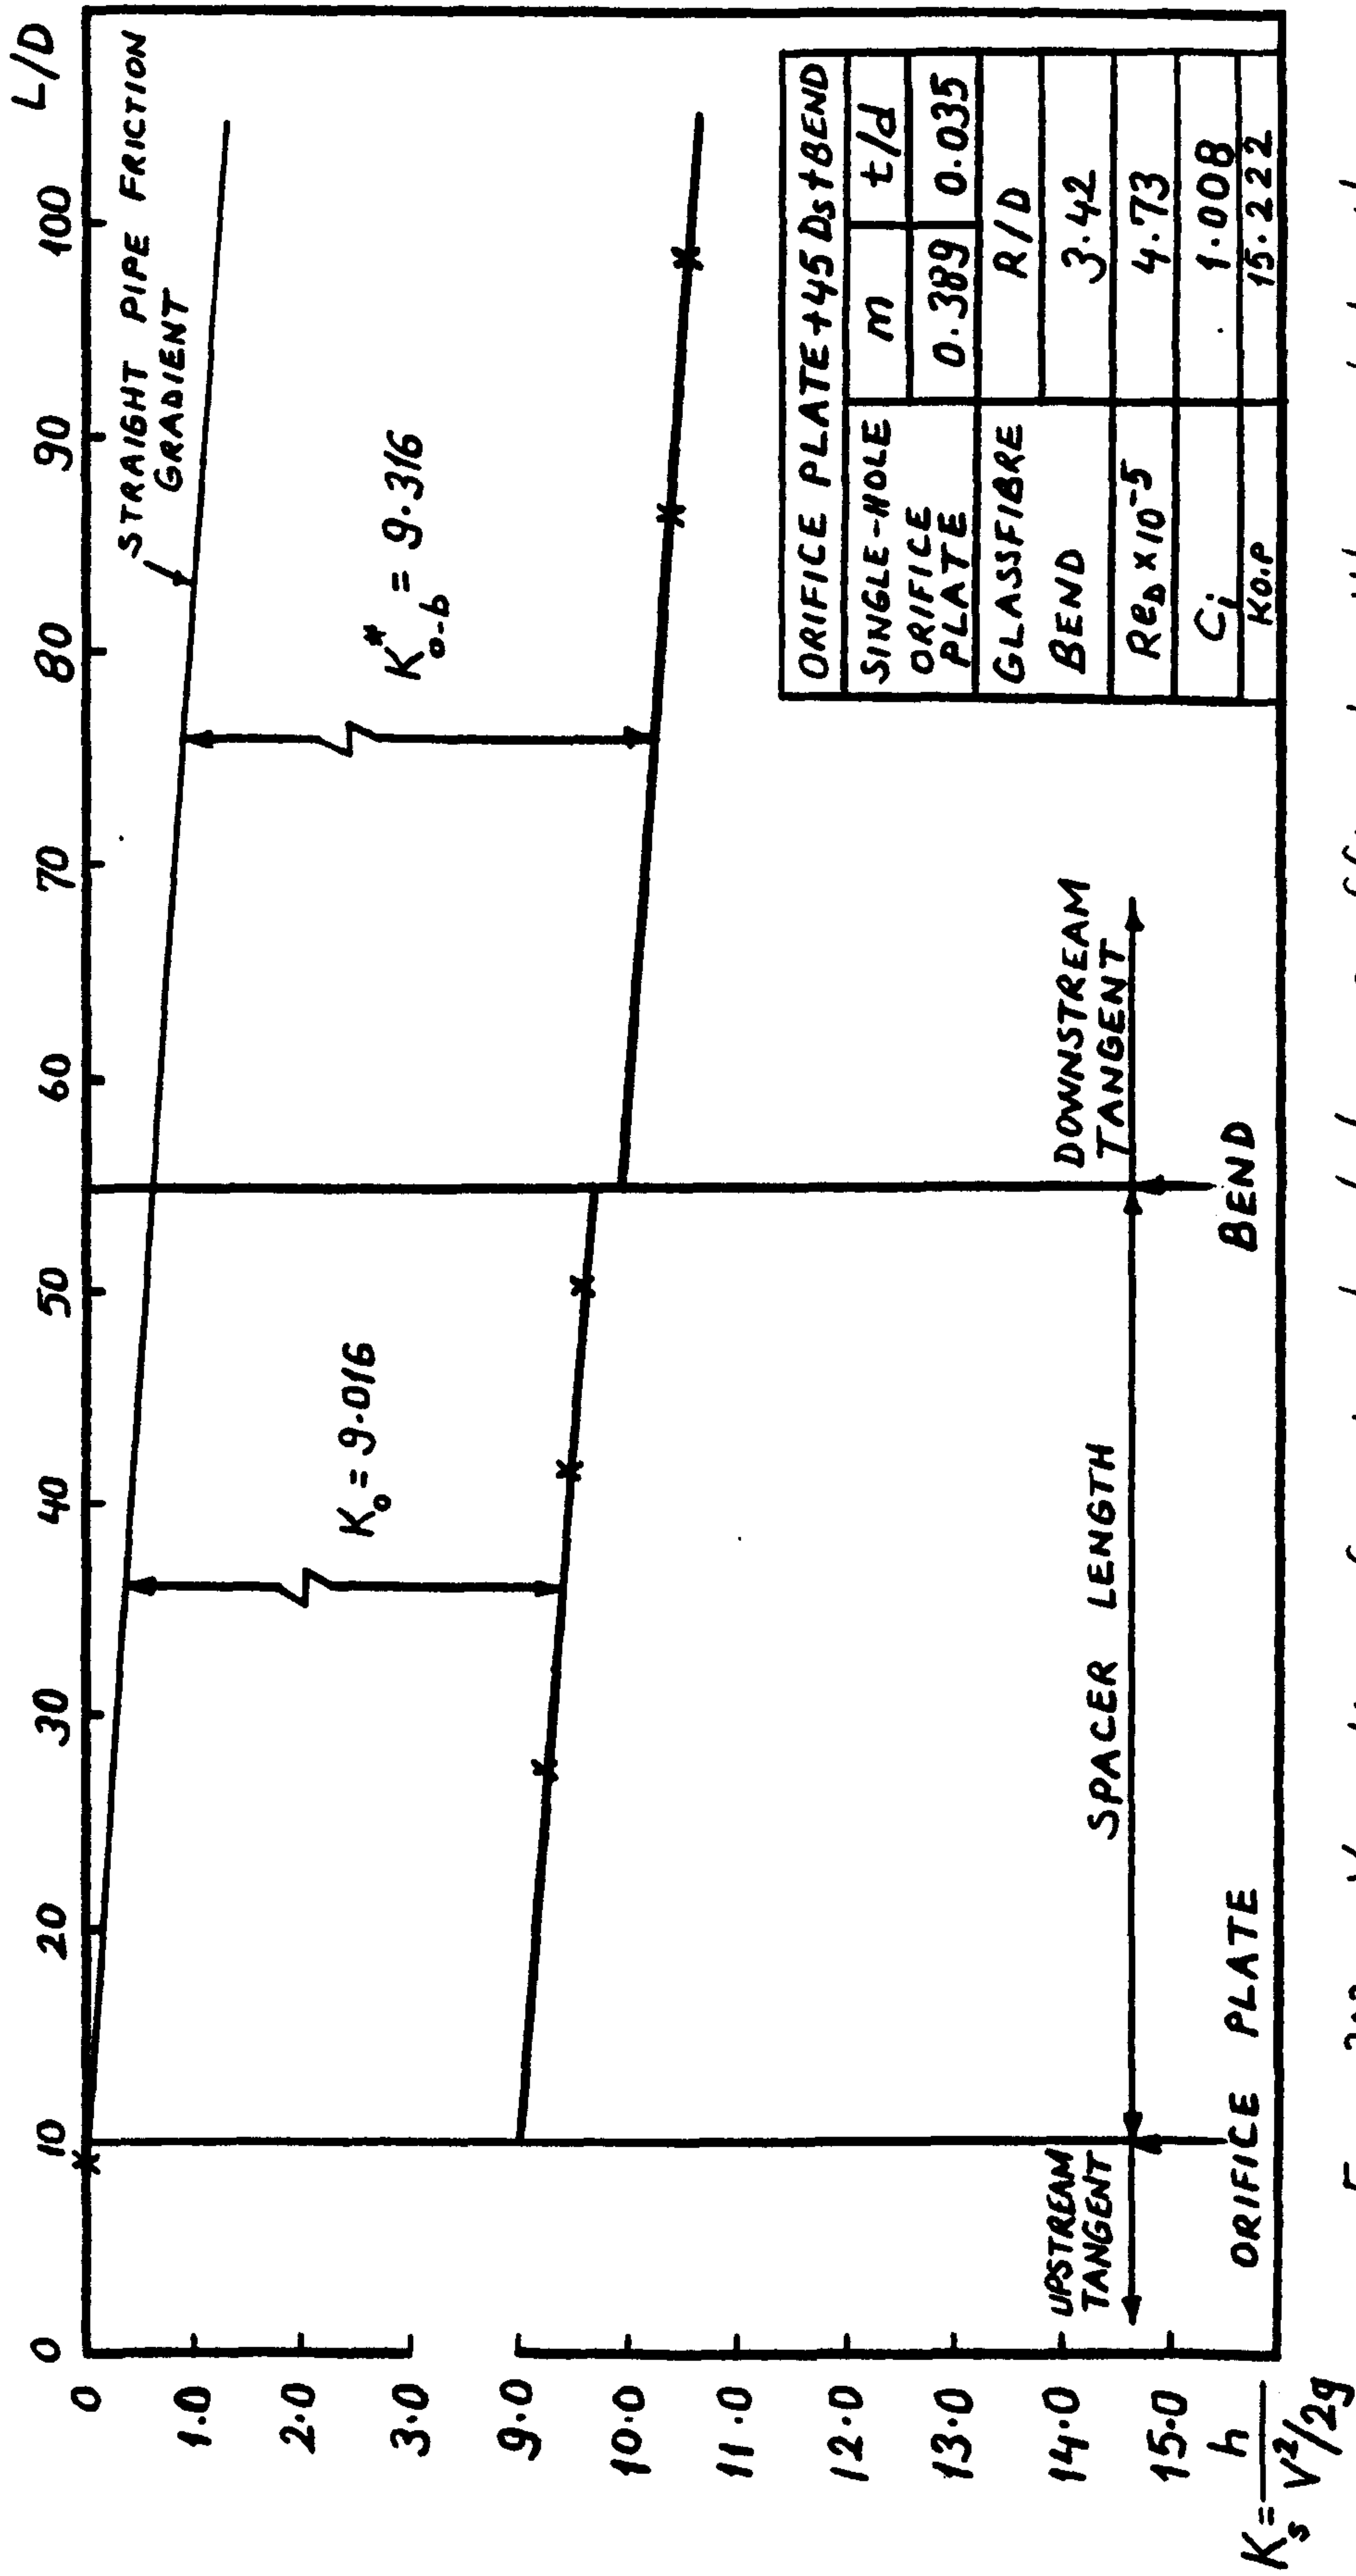 0 10 20 30 40 50 60 70 80 90 100 L/D
0
1.0
2.0
3.0
9.0
10.0
11.0
12.0
13.0
14.0
15.0
Ks = h / V²/2g
STRAIGHT PIPE FRICTION
GRADIENT
Ko = 9.016
K*o-b = 9.316
UPSTREAM
TANGENT
SPACER LENGTH
DOWNSTREAM
TANGENT
ORIFICE PLATE
BEND
ORIFICE PLATE+45Ds+BEND
SINGLE-HOLE
ORIFICE
PLATE
m t/d
0.389 0.035
GLASSFIBRE
BEND
R/D
3.42
ReD x10-5 4.73
Ci 1.008
Ko.p 15.222